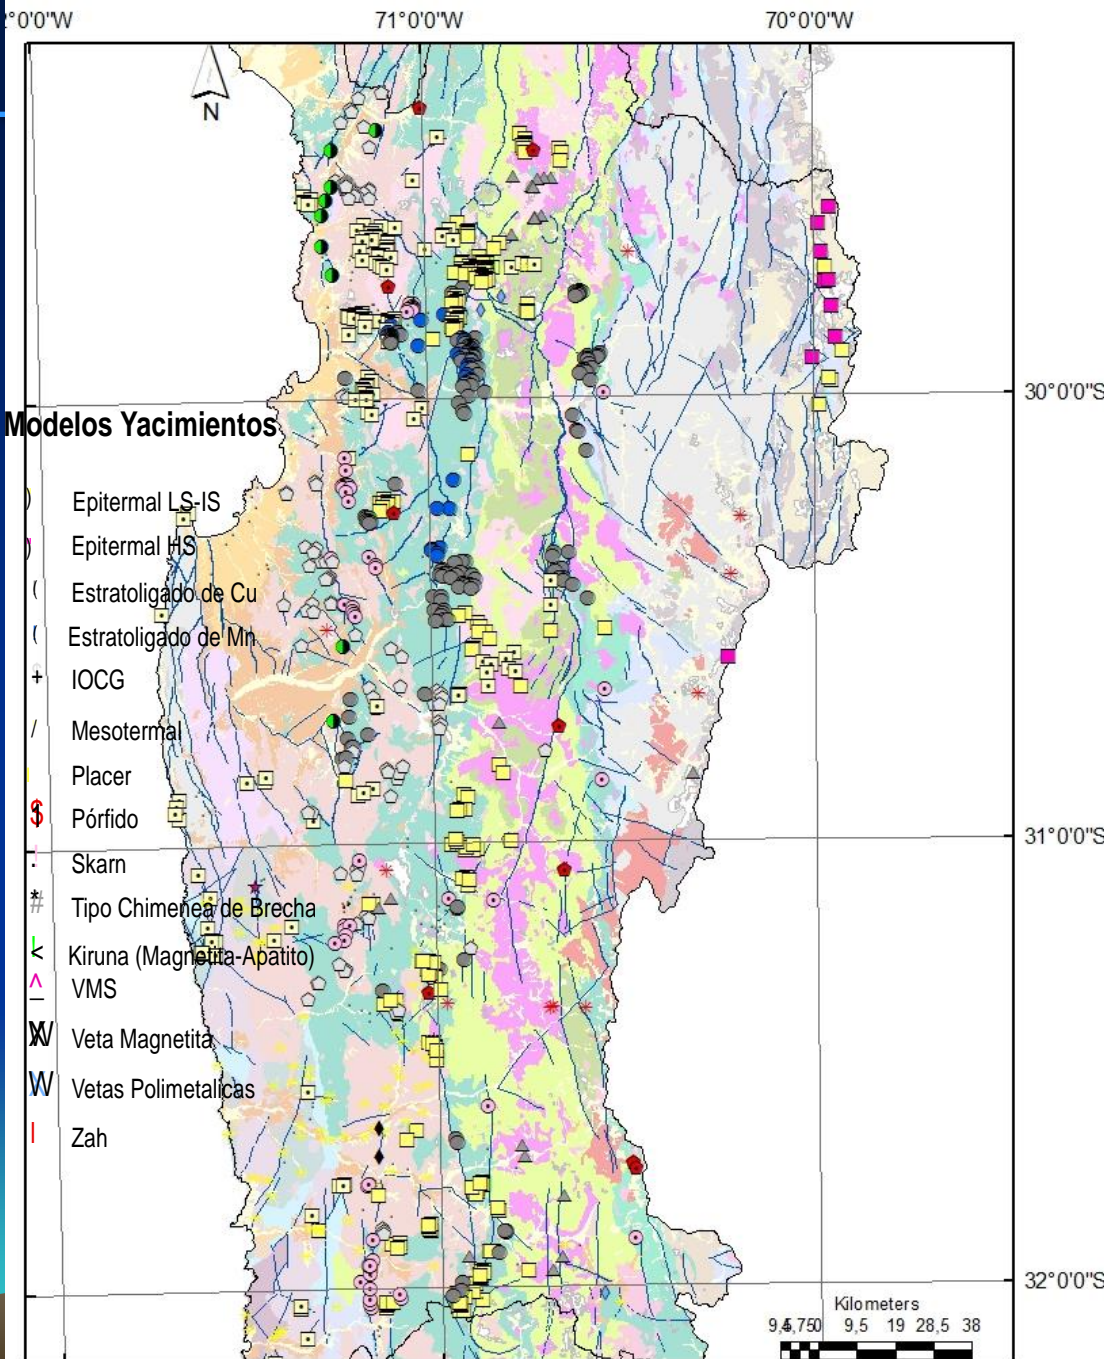 2°0'0"W 71°0'0"W 70°0'0"W
N
30°0'0"S
Modelos Yacimientos
Epitermal LS-IS
Epitermal HS
Estratoligado de Cu
Estratoligado de Mn
IOCG
Mesotermal
Placer
Pórfido
31°0'0"S
Skarn
Tipo Chimenea de Brecha
Kiruna (Magnetita-Apatito)
VMS
Veta Magnetita
Vetas Polimetalicas
Zah
32°0'0"S
Kilometers
0 9,5 19 28,5 38